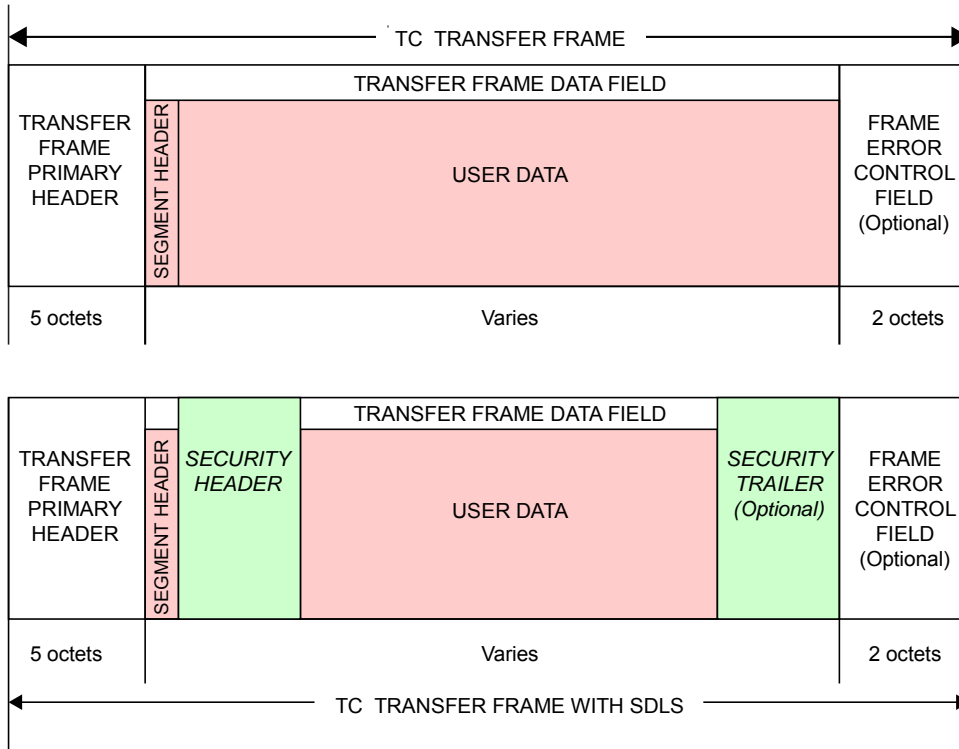 TC TRANSFER FRAME
TRANSFER FRAME DATA FIELD
TRANSFER
FRAME
PRIMARY
HEADER
SEGMENT HEADER
USER DATA
FRAME
ERROR
CONTROL
FIELD
(Optional)
5 octets
Varies
2 octets
TRANSFER FRAME DATA FIELD
TRANSFER
FRAME
PRIMARY
HEADER
SEGMENT HEADER
SECURITY
HEADER
USER DATA
SECURITY
TRAILER
(Optional)
FRAME
ERROR
CONTROL
FIELD
(Optional)
5 octets
Varies
2 octets
TC TRANSFER FRAME WITH SDLS